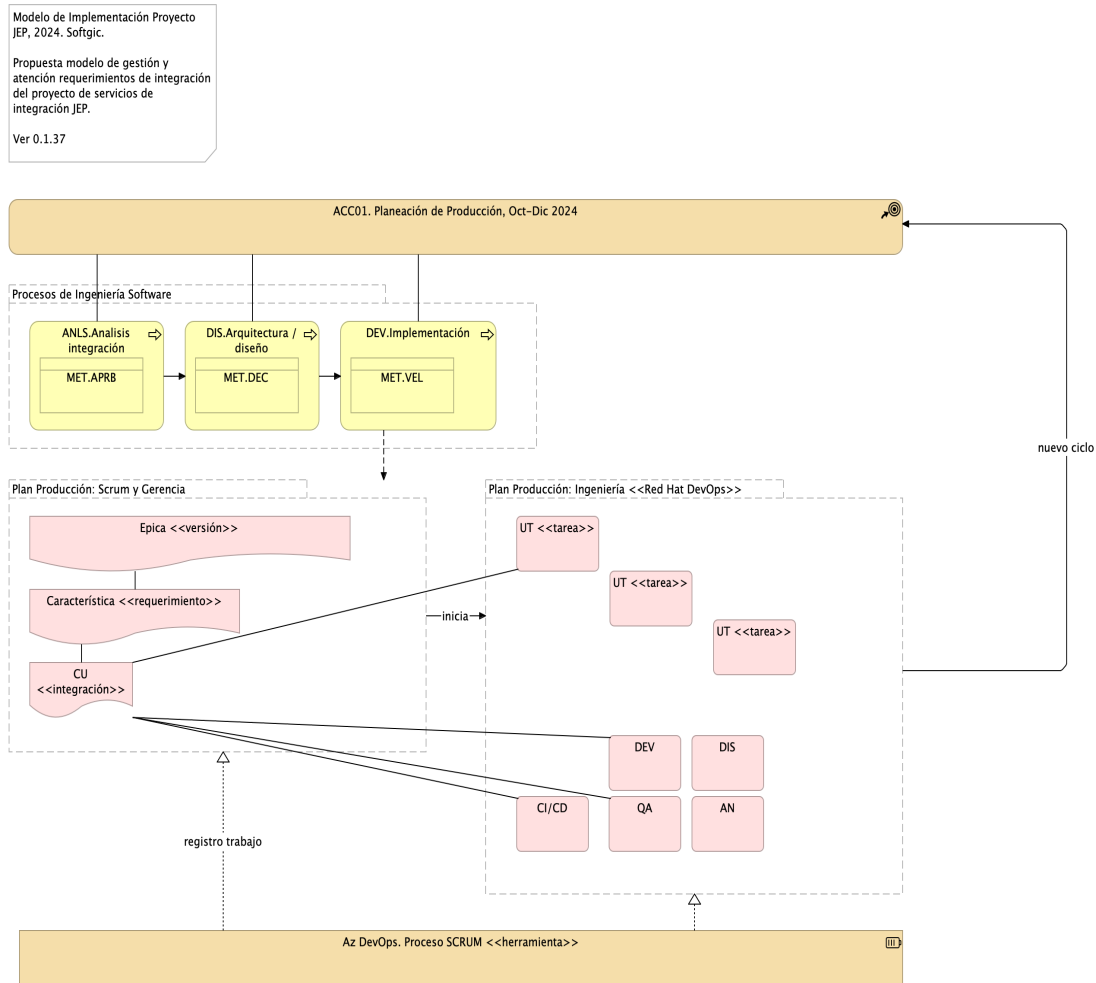 Modelo de Implementación Proyecto
JEP, 2024. Softgic.
Propuesta modelo de gestión y
atención requerimientos de integración
del proyecto de servicios de
integración JEP.
Ver 0.1.37
ACC01. Planeación de Producción, Oct-Dic 2024
Procesos de Ingeniería Software
ANLS.Analisis
integración
MET.APRB
DIS.Arquitectura /
diseño
MET.DEC
DEV.Implementación
MET.VEL
nuevo ciclo
Plan Producción: Scrum y Gerencia
Epica <<versión>>
Característica <<requerimiento>>
CU
<<integración>>
inicia
Plan Producción: Ingeniería <<Red Hat DevOps>>
UT <<tarea>>
UT <<tarea>>
UT <<tarea>>
DEV
DIS
CI/CD
QA
AN
registro trabajo
Az DevOps. Proceso SCRUM <<herramienta>>